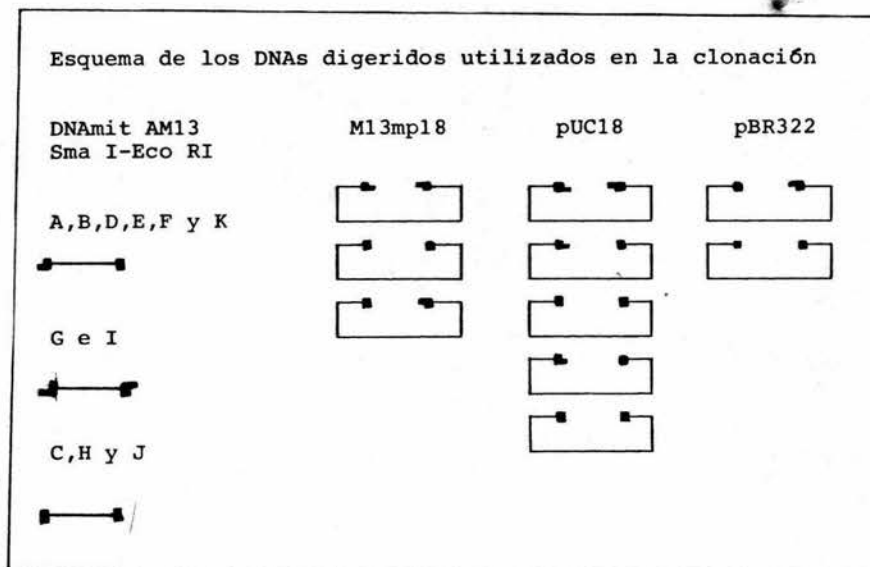 Esquema de los DNAs digeridos utilizados en la clonación
DNAmit AM13 M13mp18 pUC18 pBR322
Sma I-Eco RI
A,B,D,E,F y K
G e I
C,H y J